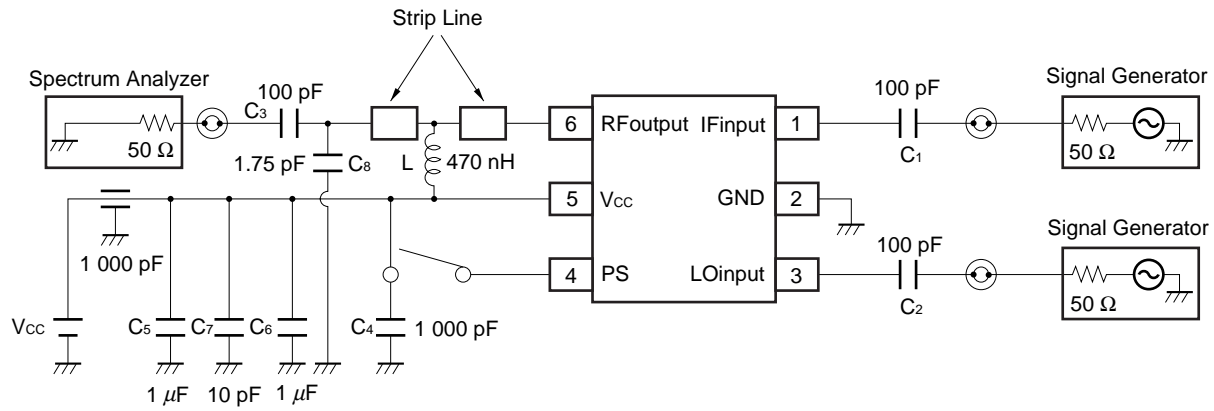 Strip Line
Spectrum Analyzer
Signal Generator
100 pF
C3
100 pF
6 RFoutput IFinput 1
50 Ω
1.75 pF C8
L 470 nH
C1
50 Ω
5 VCC GND 2
Signal Generator
100 pF
1 000 pF
4 PS LOinput 3
VCC
C5 C7 C6 C4 1 000 pF
C2
50 Ω
1 µF 10 pF 1 µF